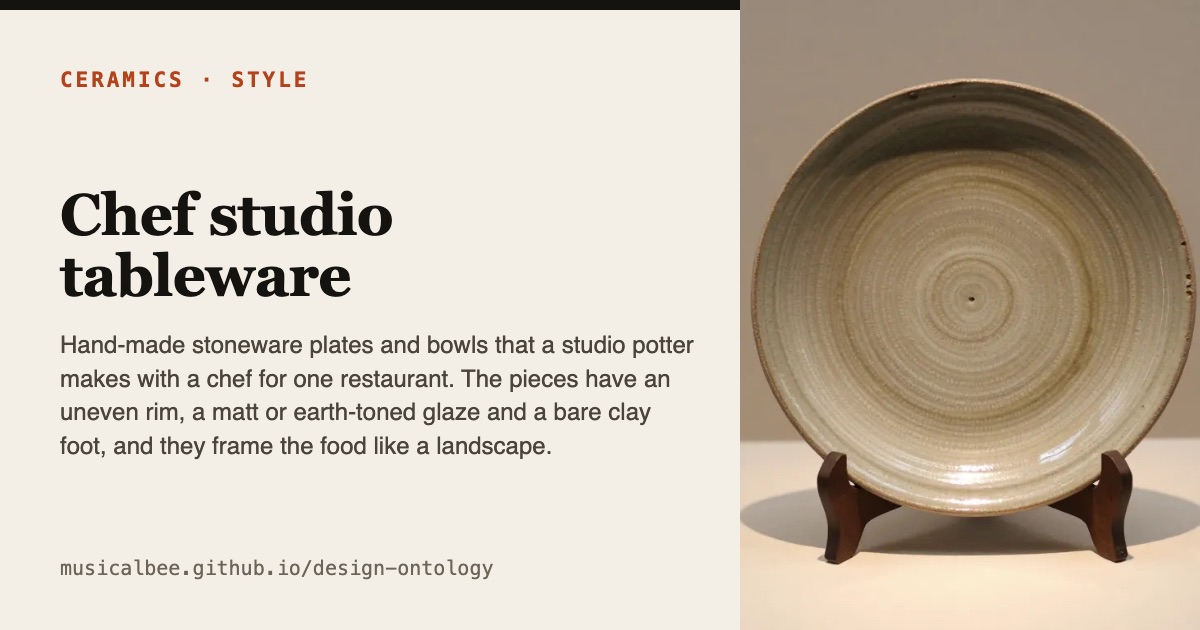 CERAMICS · STYLE
Chef studio
tableware
Hand-made stoneware plates and bowls that a studio potter
makes with a chef for one restaurant. The pieces have an
uneven rim, a matt or earth-toned glaze and a bare clay
foot, and they frame the food like a landscape.
musicalbee.github.io/design-ontology